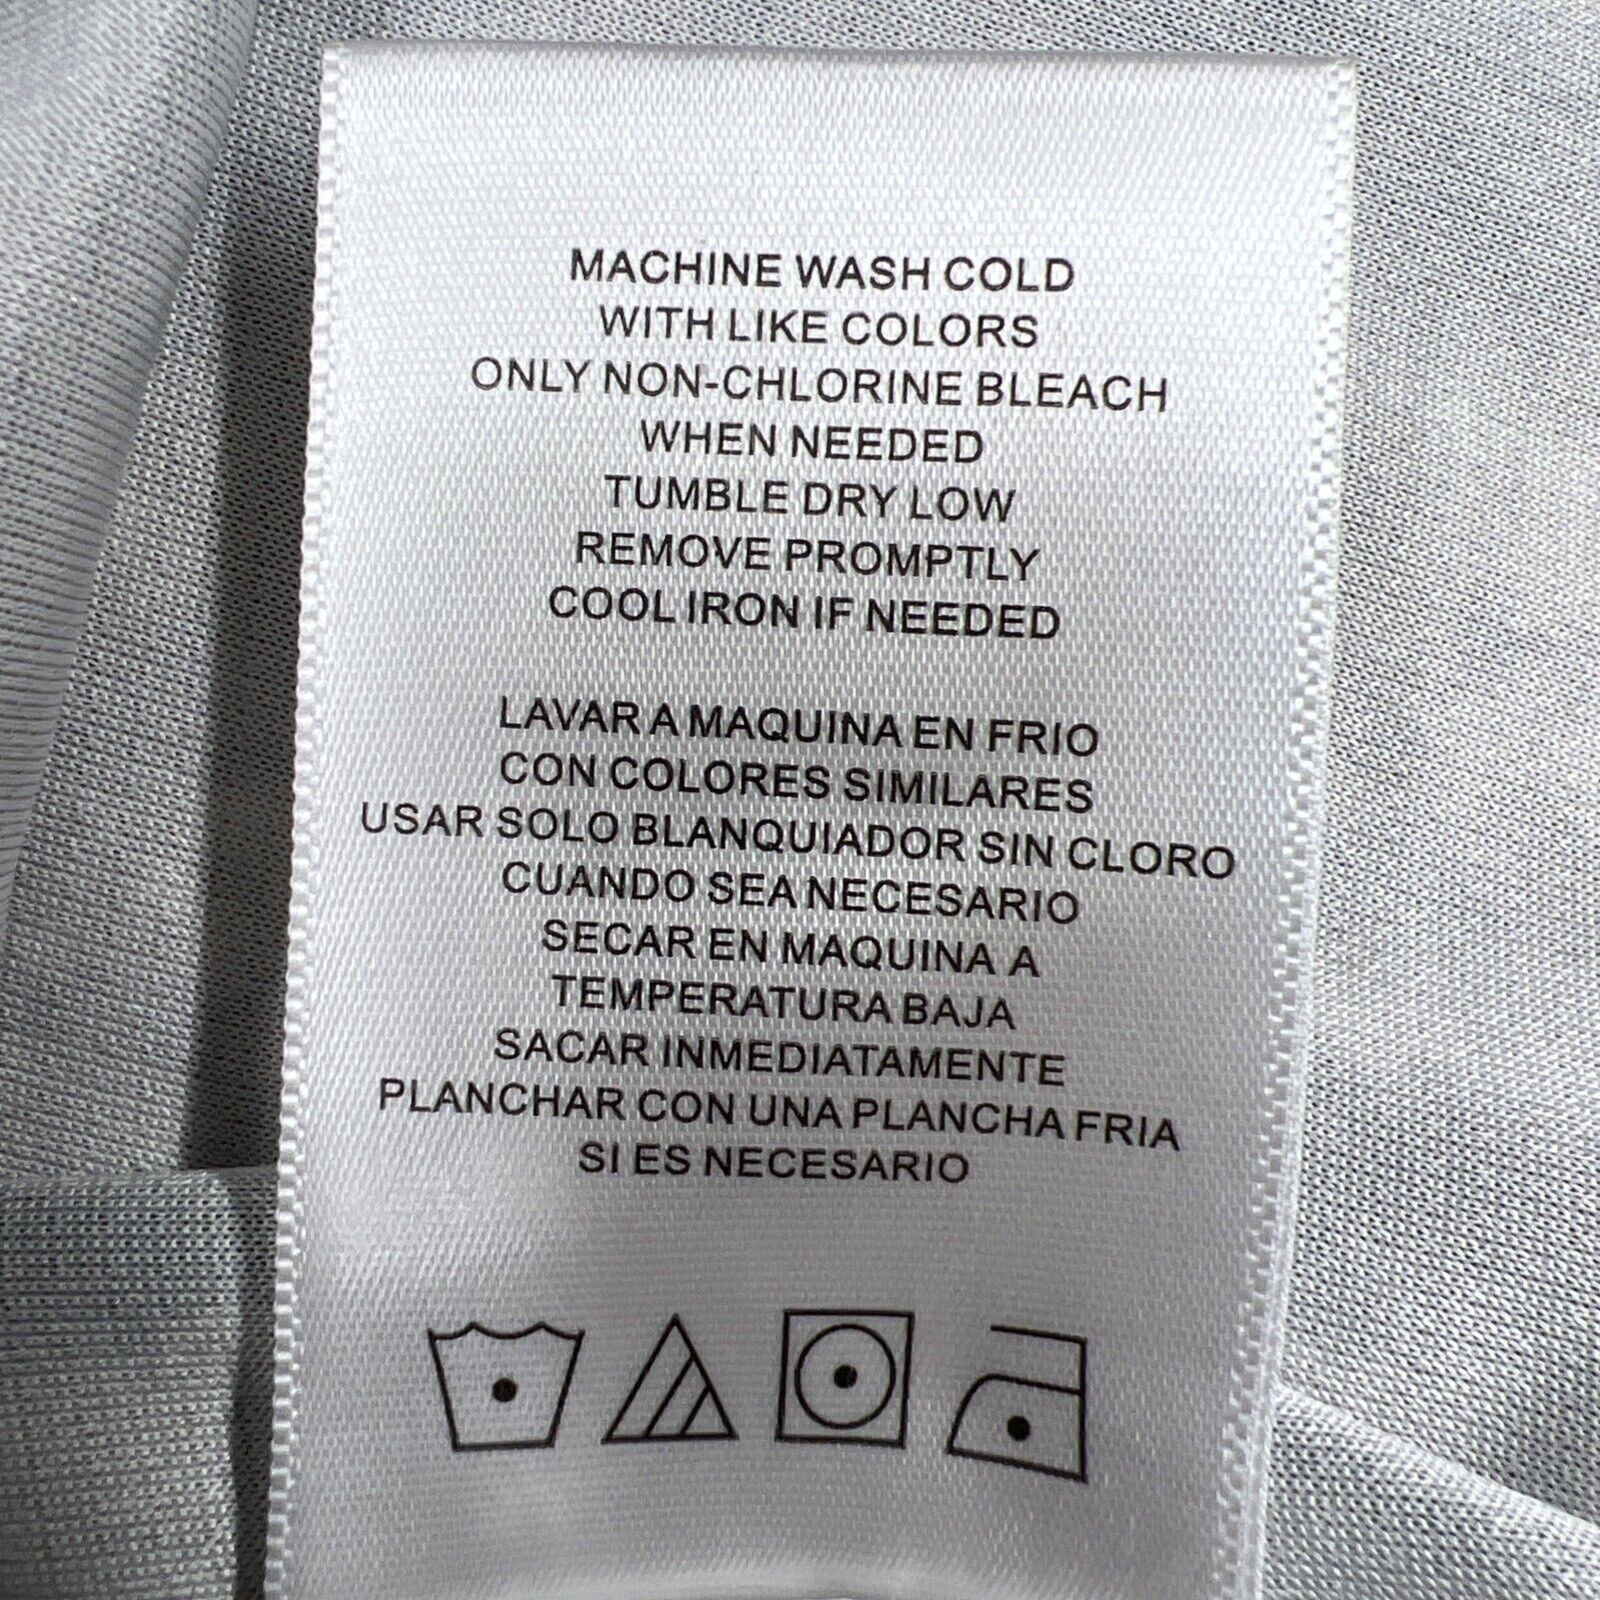 MACHINE WASH COLD
WITH LIKE COLORS
ONLY NON-CHLORINE BLEACH
WHEN NEEDED
TUMBLE DRY LOW
REMOVE PROMPTLY
COOL IRON IF NEEDED
LAVAR A MAQUINA EN FRIO
CON COLORES SIMILARES
USAR SOLO BLANQUIADOR SIN CLORO
CUANDO SEA NECESARIO
SECAR EN MAQUINA A
TEMPERATURA BAJA
SACAR INMEDIATAMENTE
PLANCHAR CON UNA PLANCHA FRIA
SI ES NECESARIO